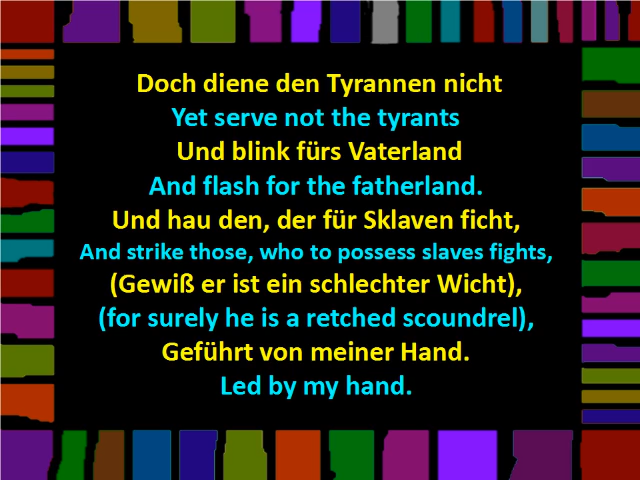 Doch diene den Tyrannen nicht
Yet serve not the tyrants
Und blink fürs Vaterland
And flash for the fatherland.
Und hau den, der für Sklaven ficht,
And strike those, who to possess slaves fights,
(Gewiß er ist ein schlechter Wicht),
(for surely he is a retched scoundrel),
Geführt von meiner Hand.
Led by my hand.